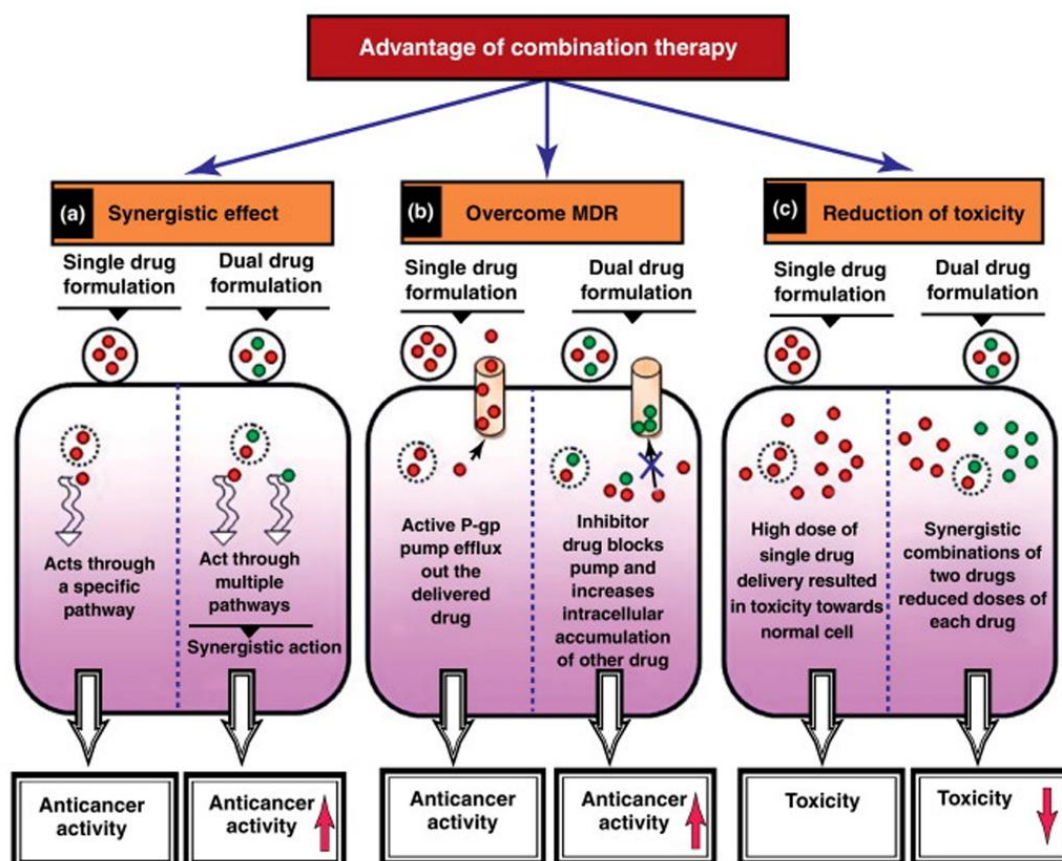 Advantage of combination therapy
(a)
Synergistic effect
Single drug
formulation
Dual drug
formulation
Acts through
a specific
pathway
Act through
multiple
pathways
Synergistic action
Anticancer
activity
Anticancer
activity
(b)
Overcome MDR
Single drug
formulation
Dual drug
formulation
Active P-gp
pump efflux
out the
delivered
drug
Inhibitor
drug blocks
pump and
increases
intracellular
accumulation
of other drug
Anticancer
activity
Anticancer
activity
(c)
Reduction of toxicity
Single drug
formulation
Dual drug
formulation
High dose of
single drug
delivery resulted
in toxicity towards
normal cell
Synergistic
combinations of
two drugs
reduced doses of
each drug
Toxicity
Toxicity